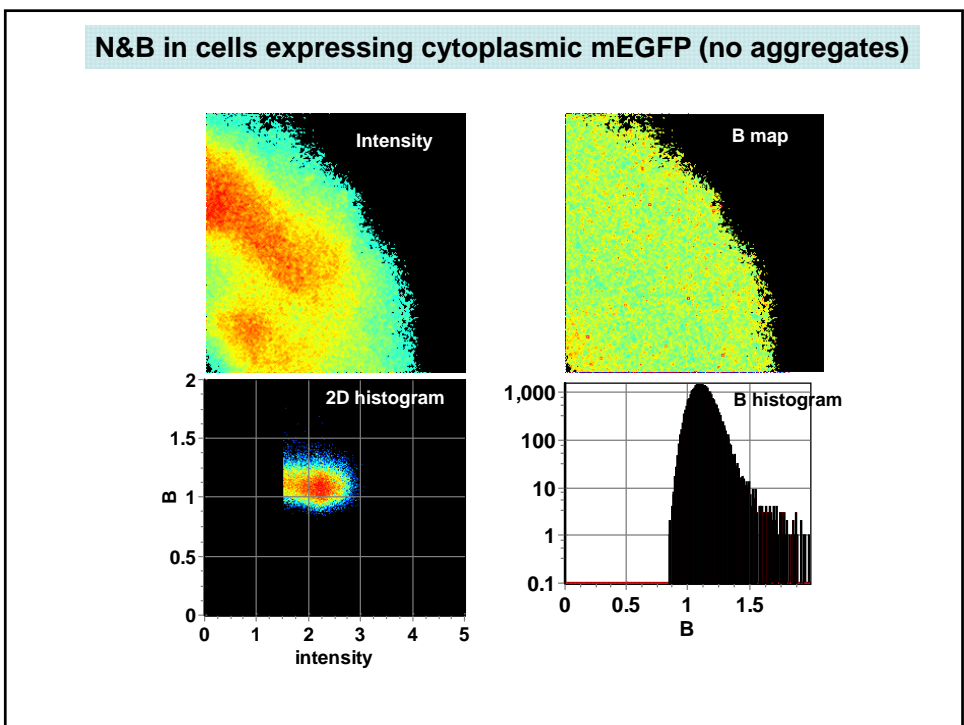 N&B in cells expressing cytoplasmic mEGFP (no aggregates)
Intensity
B map
2D histogram
2
1.5
1
0.5
0
B
0 1 2 3 4 5
intensity
B histogram
1,000
100
10
1
0.1
0 0.5 1 1.5
B